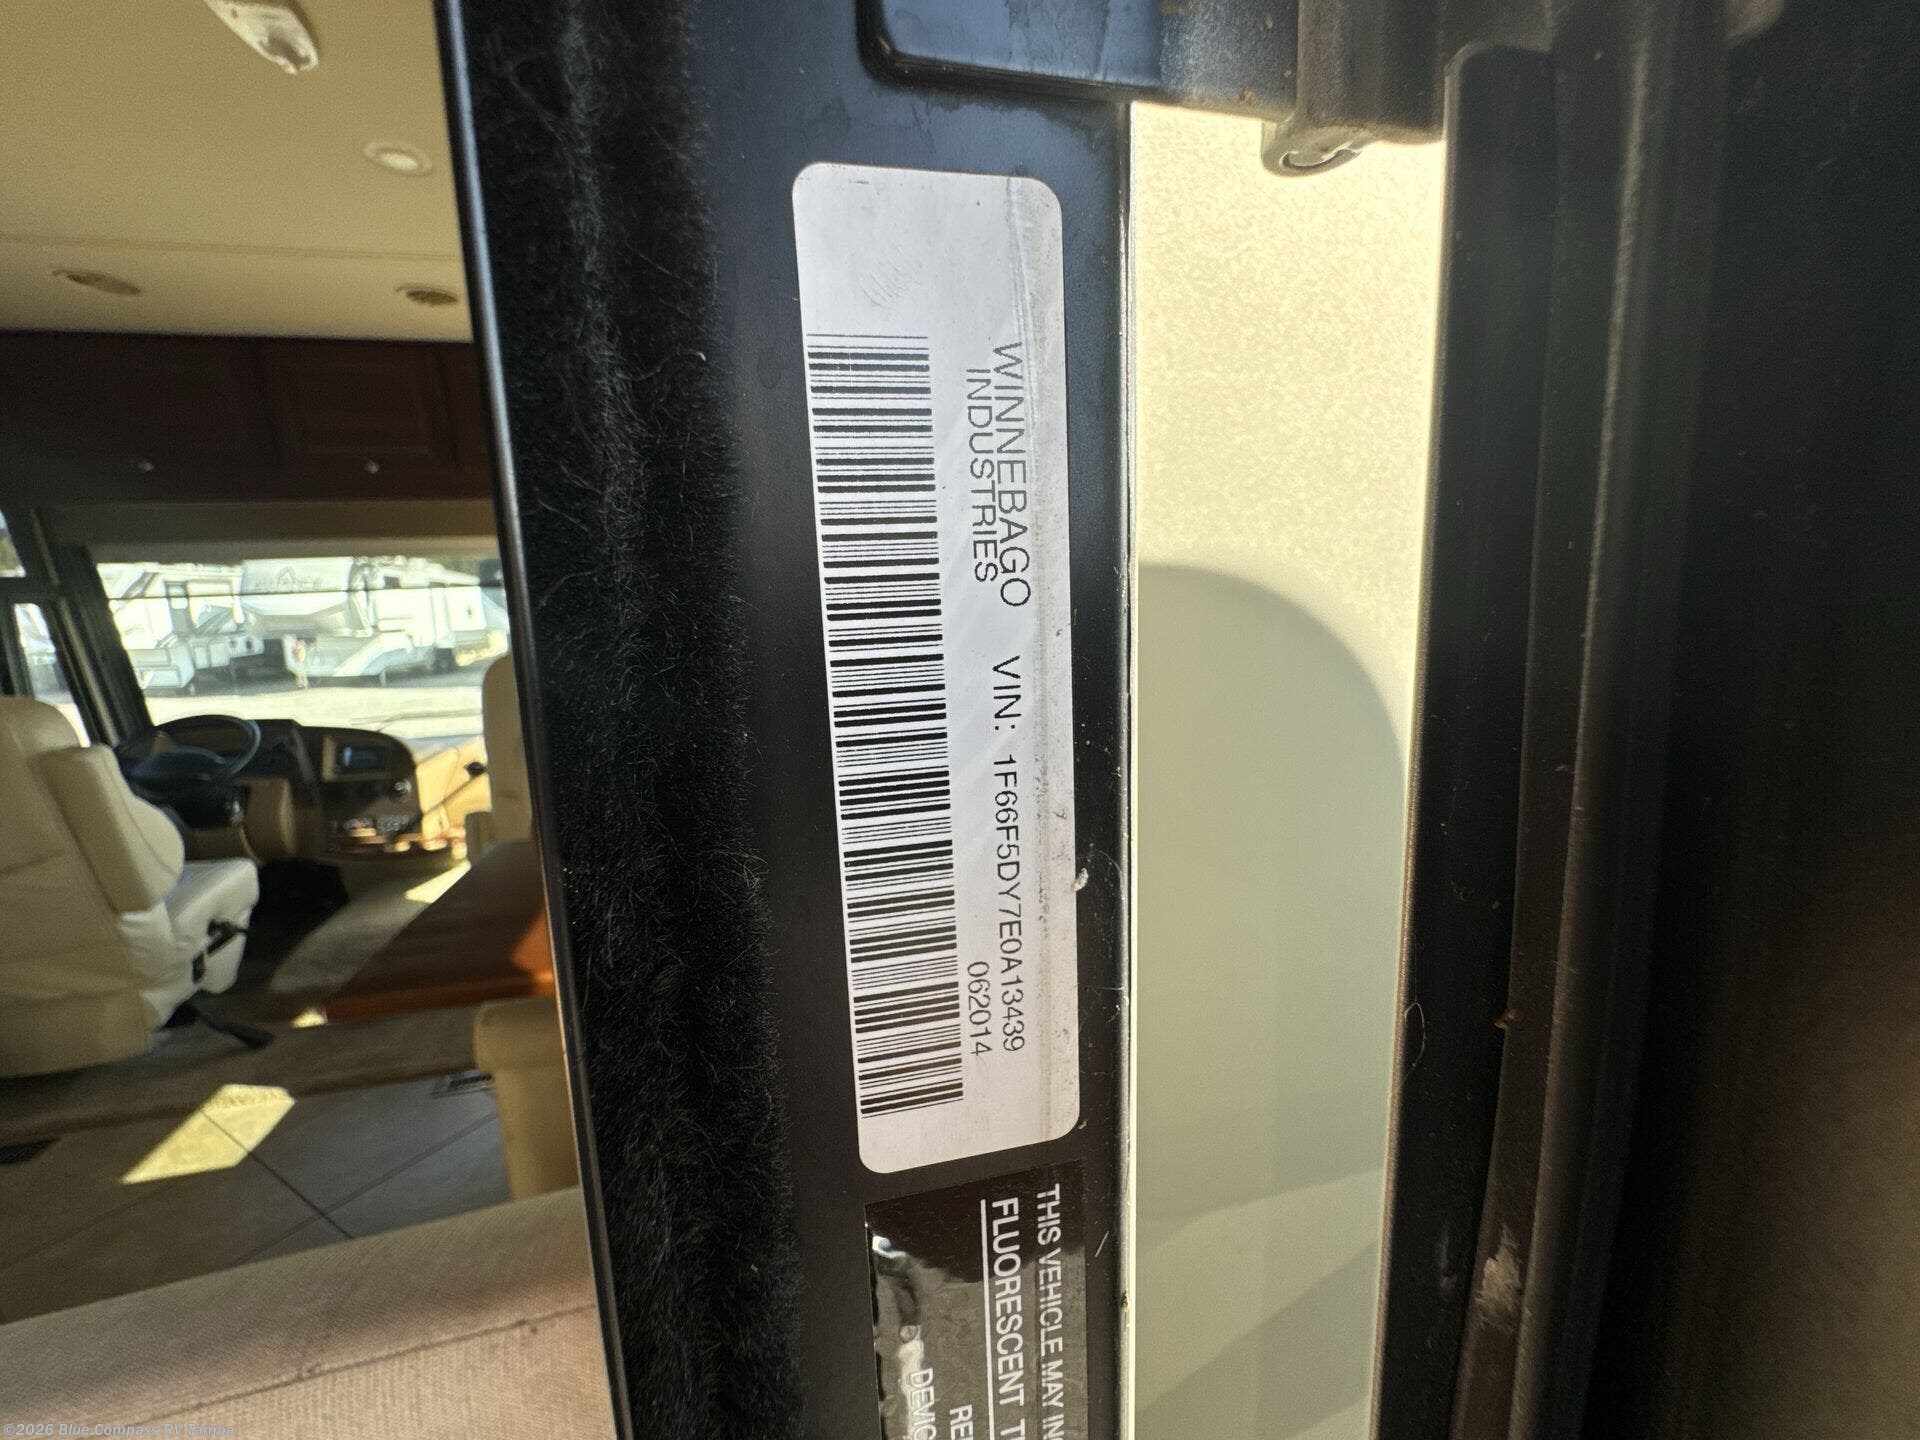 WINNEBAGO
INDUSTRIES
VIN: 1F66F5DY7E0A13439
062014
THIS VEHICLE MAY
FLUORESCENT
©2026 Blue Compass RV Tampa